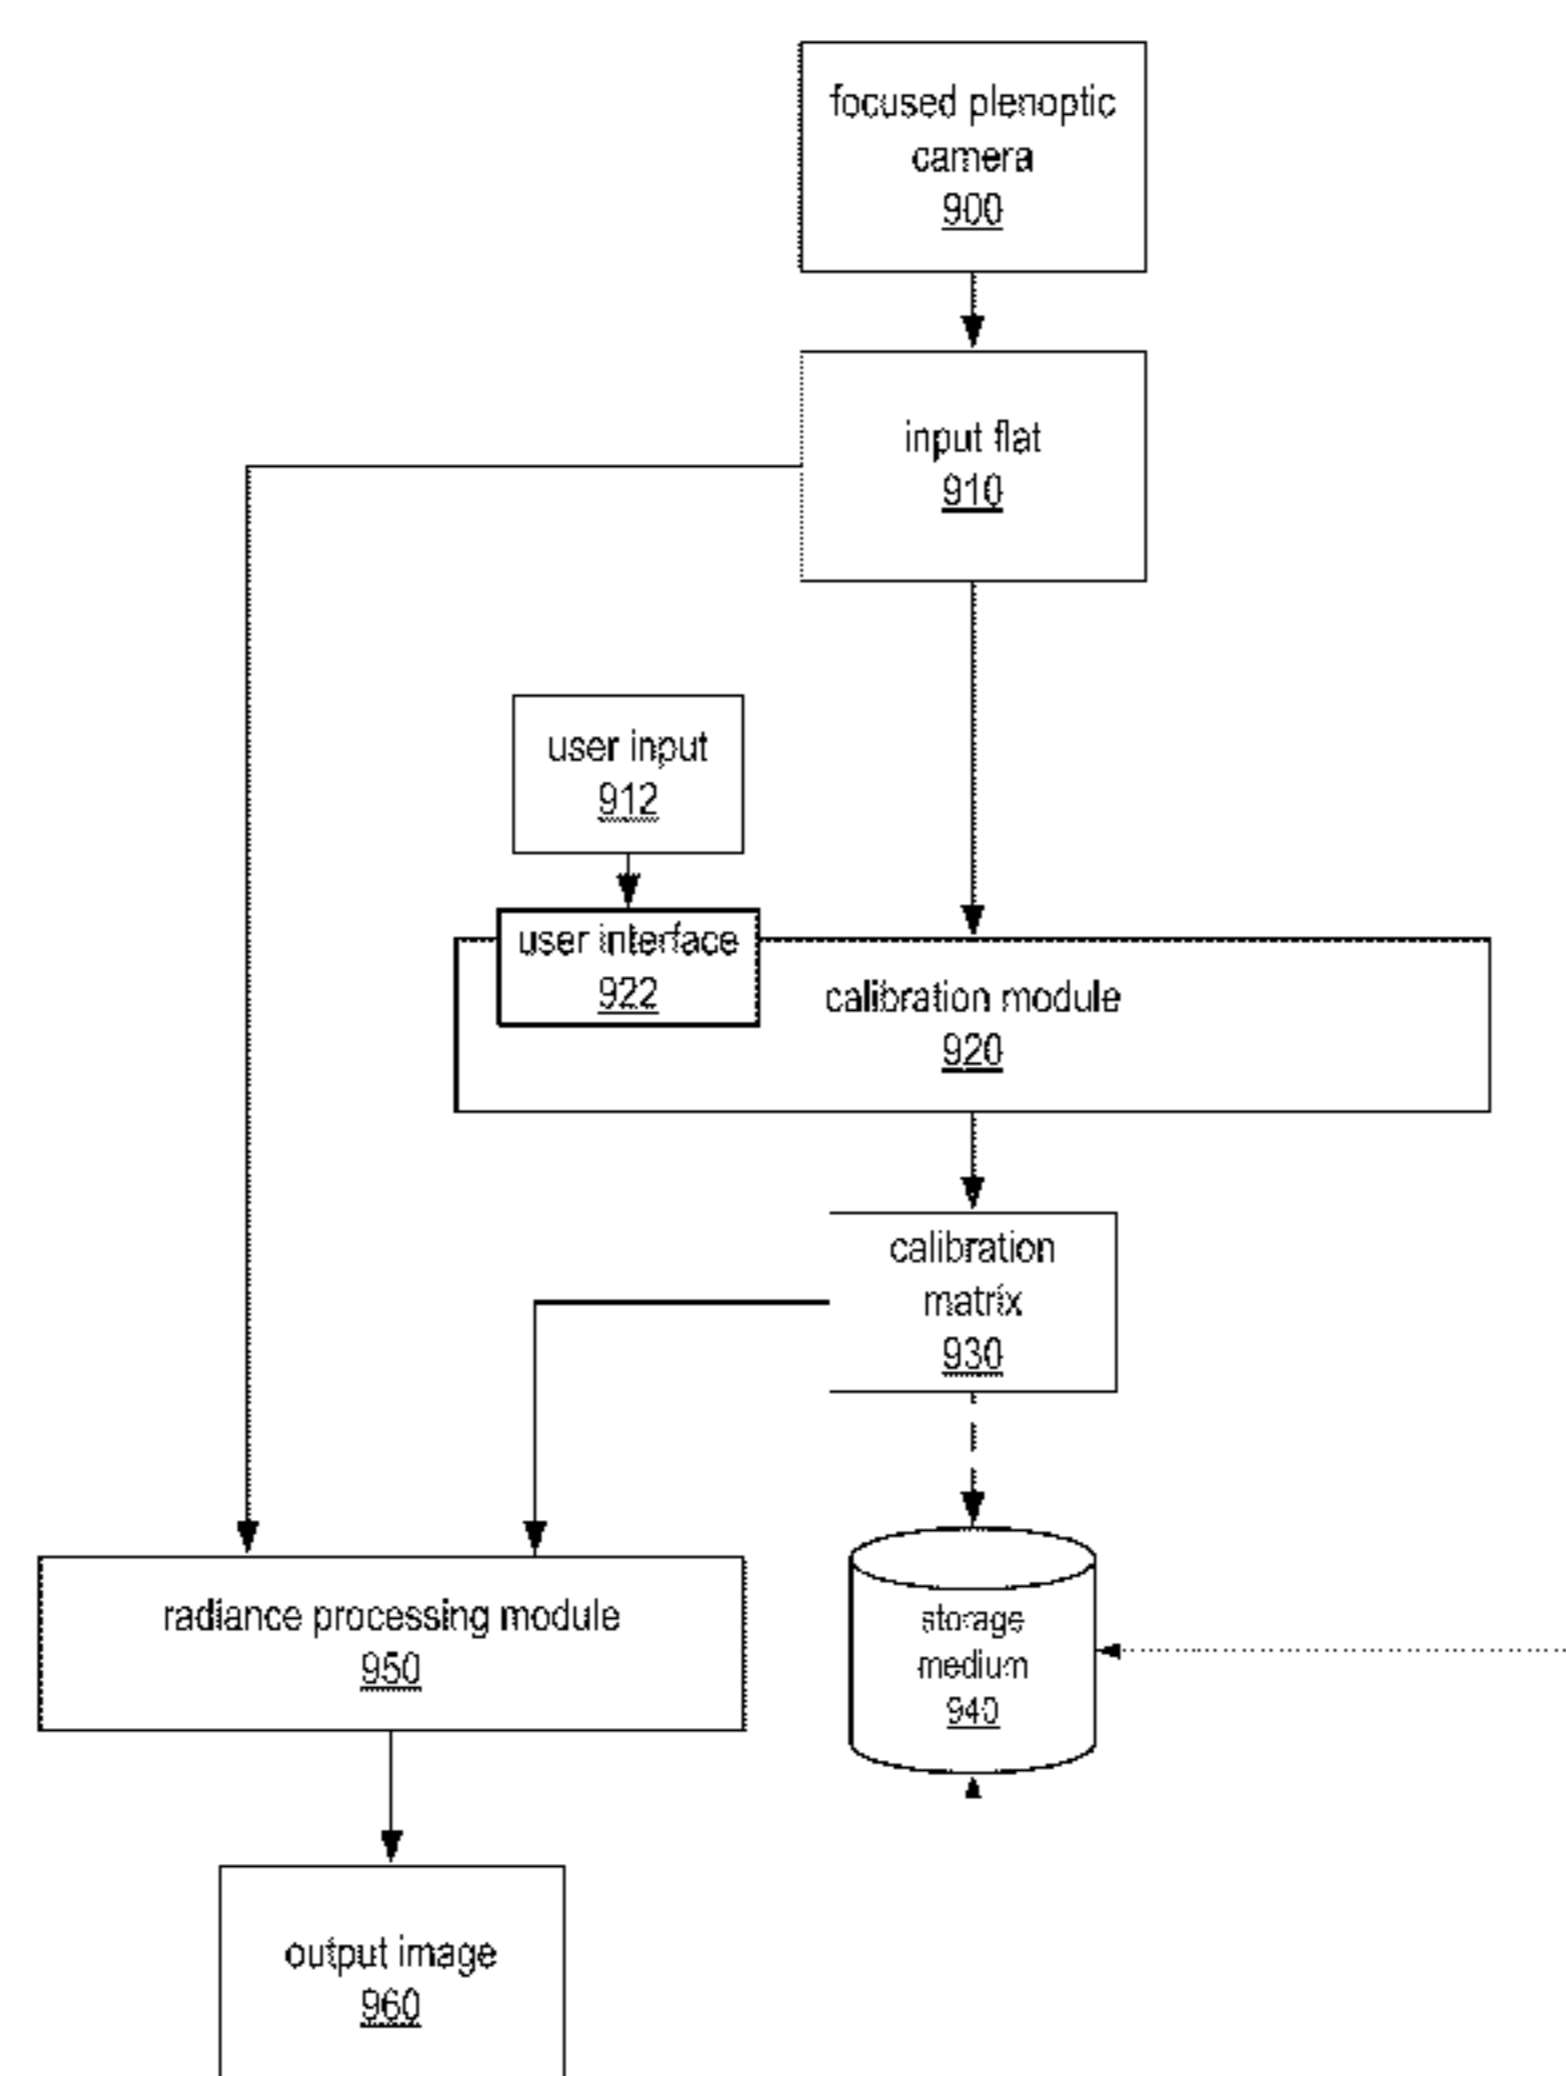 focused plenoptic
camera
900
input flat
910
user input
912
user interface
922
calibration module
920
calibration
matrix
930
radiance processing module
950
storage
medium
940
output image
960